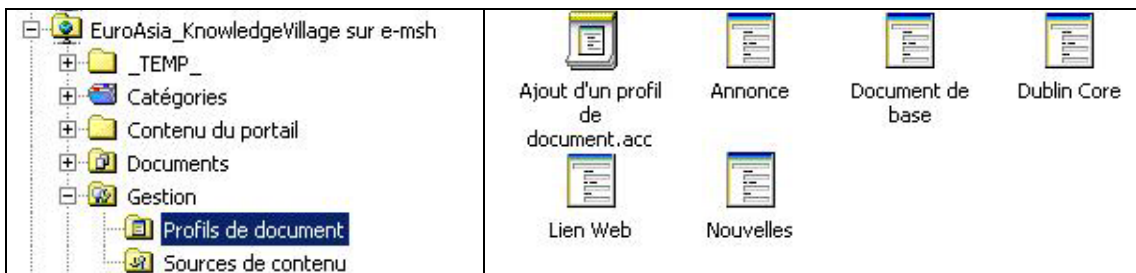 EuroAsia_KnowledgeVillage sur e-msh
_TEMP_
Catégories
Contenu du portail
Documents
Gestion
Profils de document
Sources de contenu
Ajout d'un profil
de
document.acc
Annonce
Document de
base
Dublin Core
Lien Web
Nouvelles